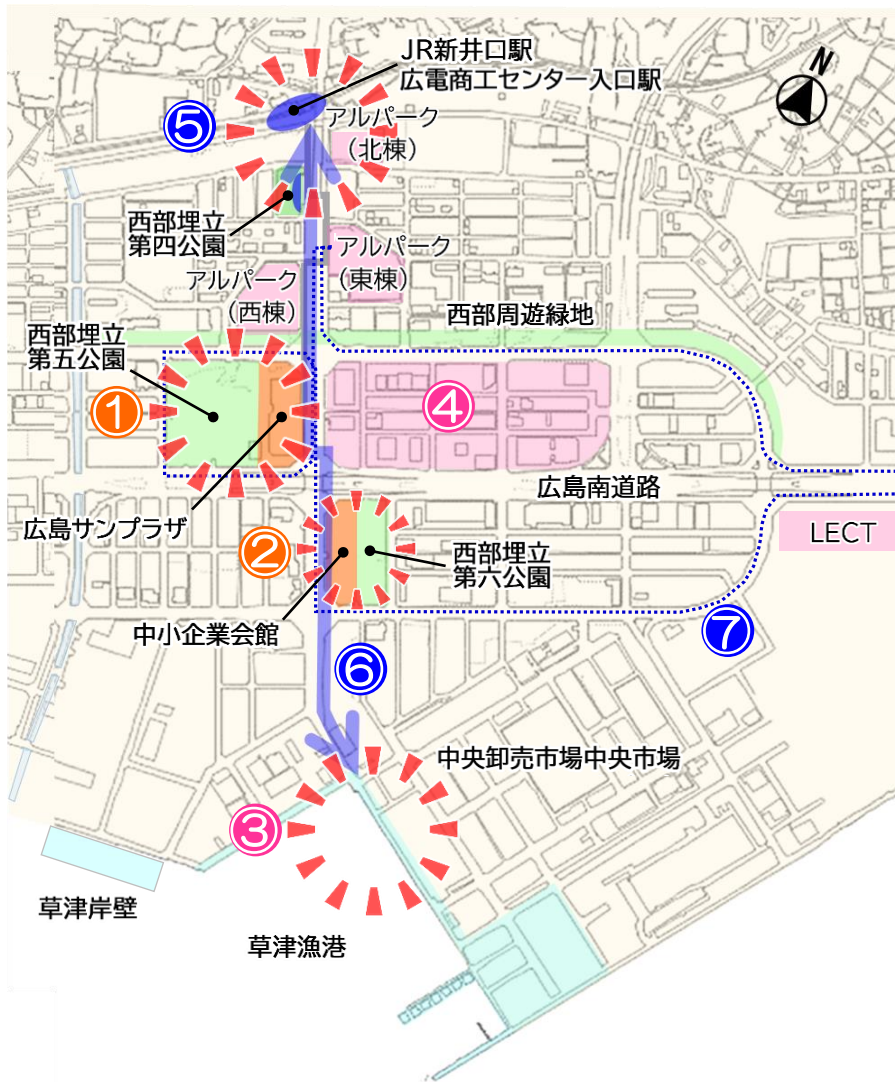 JR新井口駅
広電商工センター入口駅
N
⑤
アルパーク
（北棟）
西部埋立
第四公園
アルパーク
（東棟）
アルパーク
（西棟）
西部周遊緑地
西部埋立
第五公園
①
④
広島南道路
広島サンプラザ
②
西部埋立
第六公園
LECT
中小企業会館
⑦
⑥
中央卸売市場中央市場
③
草津岸壁
草津漁港